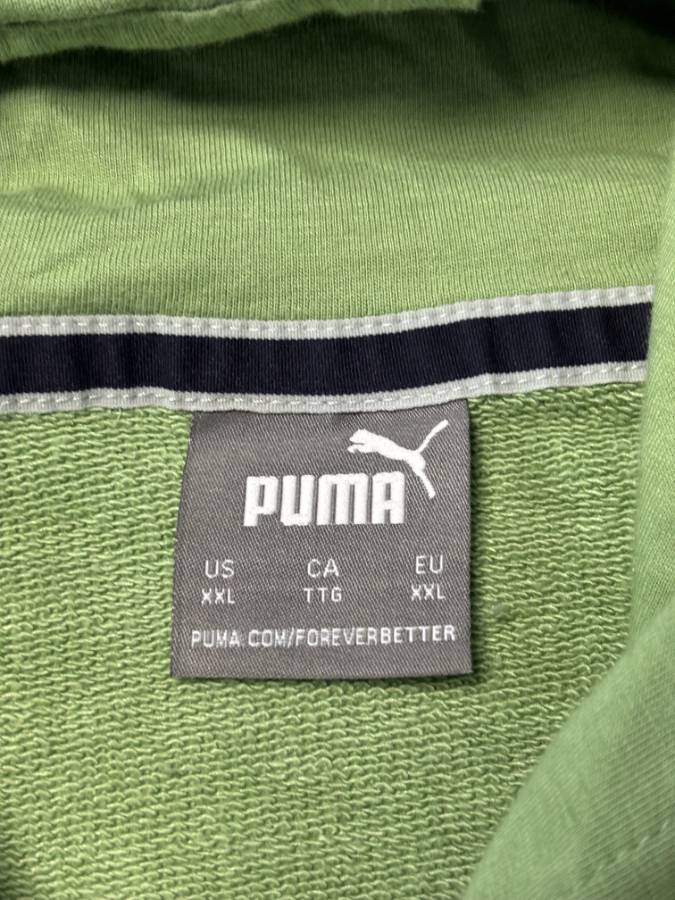 PUMA
US CA EU
XXL TTG XXL
PUMA.COM/FOREVERBETTER